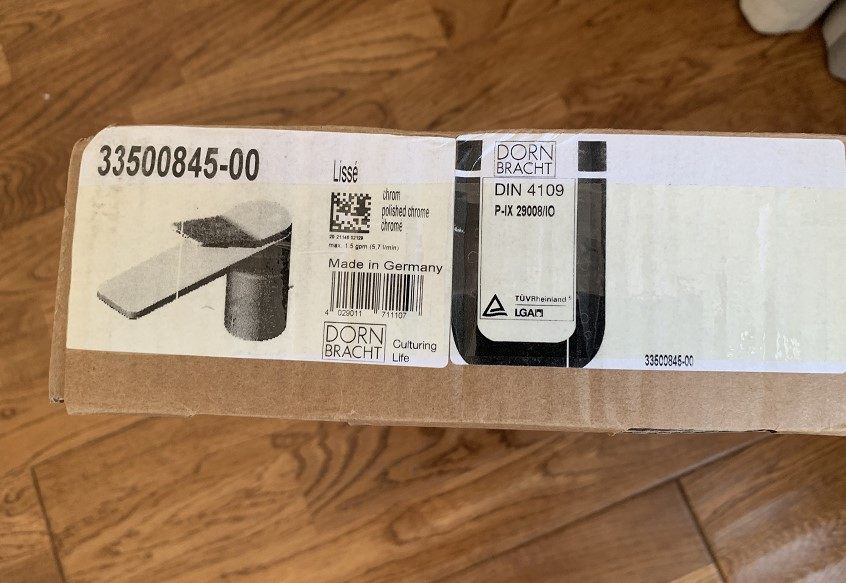 33500845-00
Lissé
chrom
polished chrome
chromé
max. 1.5 gpm (5,7 l/min)
Made in Germany
4 029011 711107
DORN
BRACHT
Culturing
Life
DORN
BRACHT
DIN 4109
P-IX 29008/IO
TÜVRheinland
LGA
33500845-00